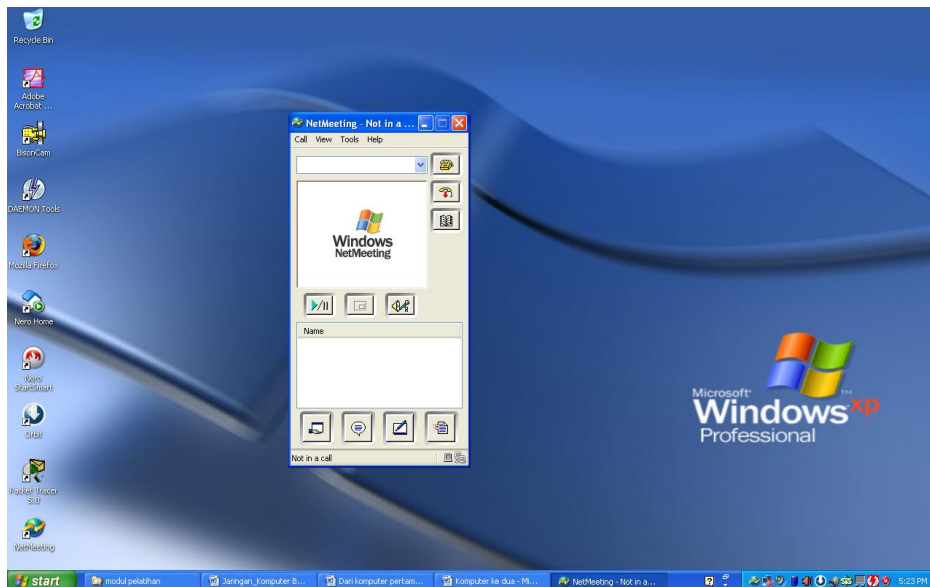 Recycle Bin
Adobe
Acrobat ...
BisonCam
DAEMON Tools
Mozilla Firefox
Nero Home
Nero
StartSmart
Orbit
Packet Tracer
5.0
NetMeeting
NetMeeting - Not in a ...
Call View Tools Help
Windows
NetMeeting
Name
Not in a call
Microsoft
Windows xp
Professional
TM
start
modul pelatihan
Jaringan_Komputer B...
Dari komputer pertam...
Komputer ke dua - Mi...
NetMeeting - Not in a...
5:23 PM